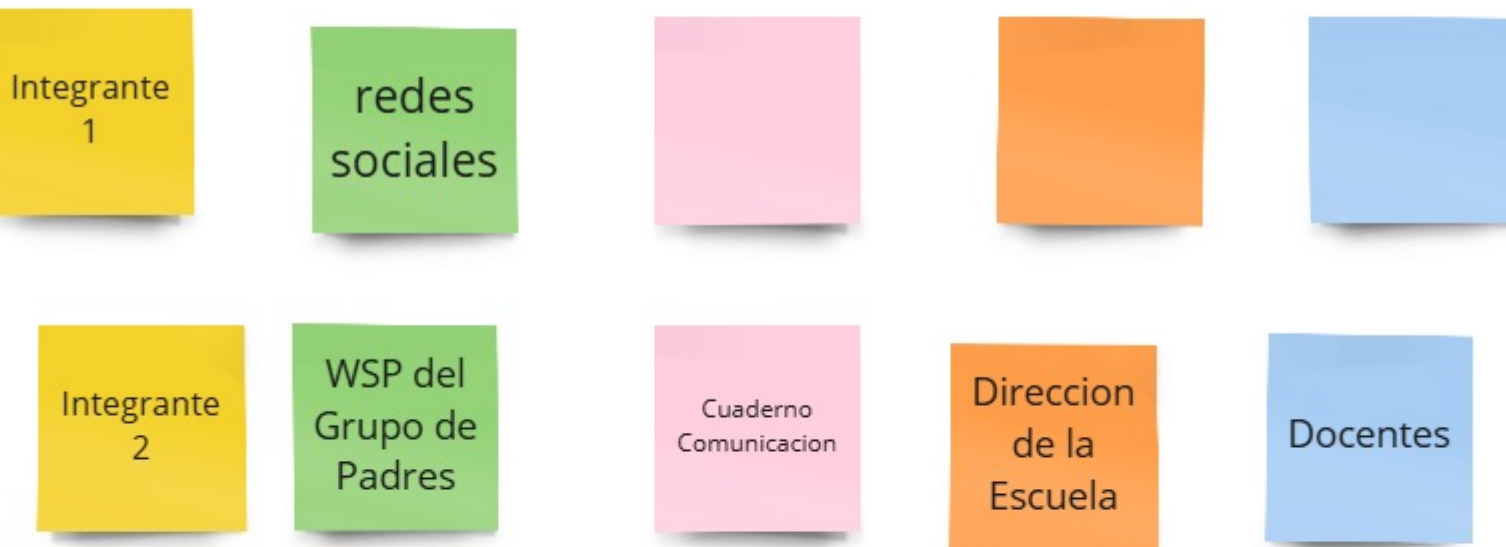 Integrante
1
redes
sociales
Integrante
2
WSP del
Grupo de
Padres
Cuaderno
Comunicacion
Direccion
de la
Escuela
Docentes